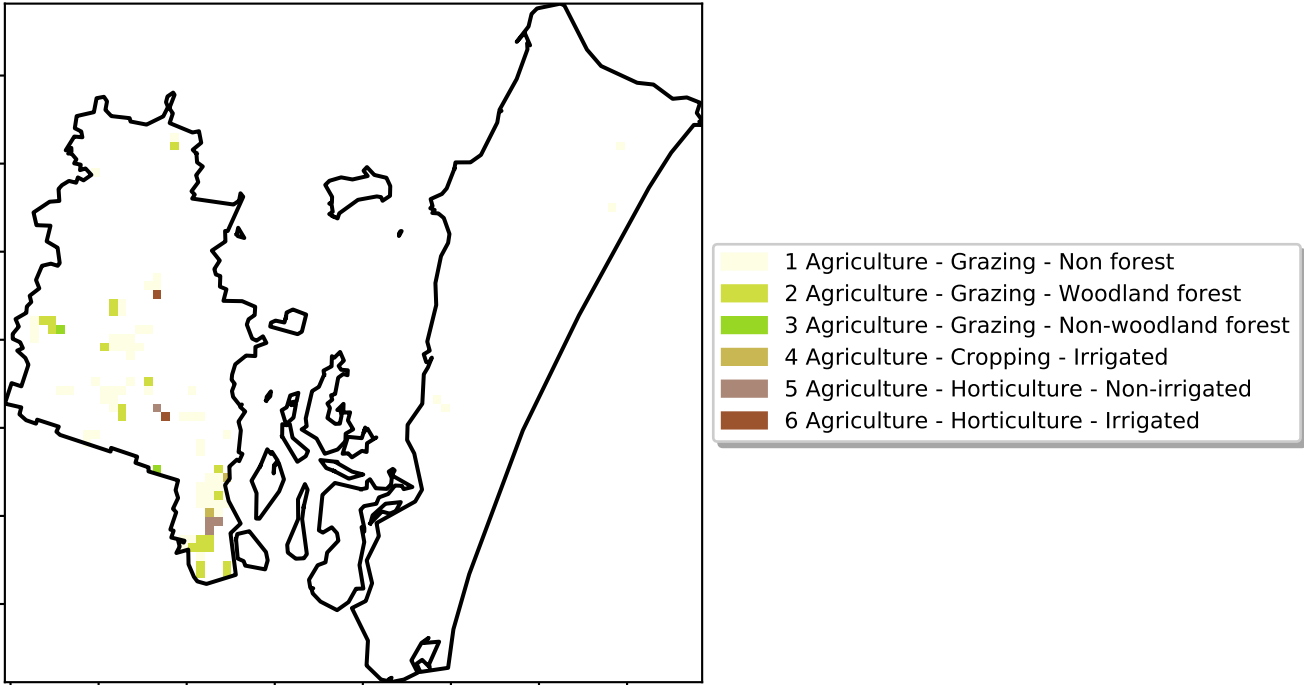 1 Agriculture - Grazing - Non forest
2 Agriculture - Grazing - Woodland forest
3 Agriculture - Grazing - Non-woodland forest
4 Agriculture - Cropping - Irrigated
5 Agriculture - Horticulture - Non-irrigated
6 Agriculture - Horticulture - Irrigated